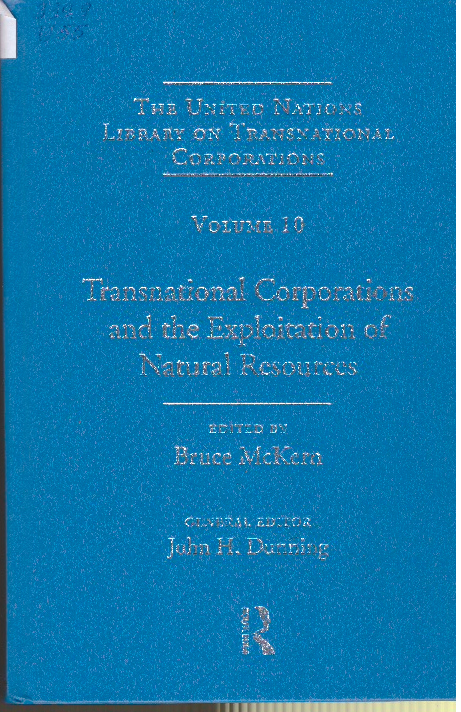 The United Nations
Library on Transnational
Corporations
Volume 10
Transnational Corporations
and the Exploitation of
Natural Resources
EDITED BY
Bruce McKern
GENERAL EDITOR
John H. Dunning
R